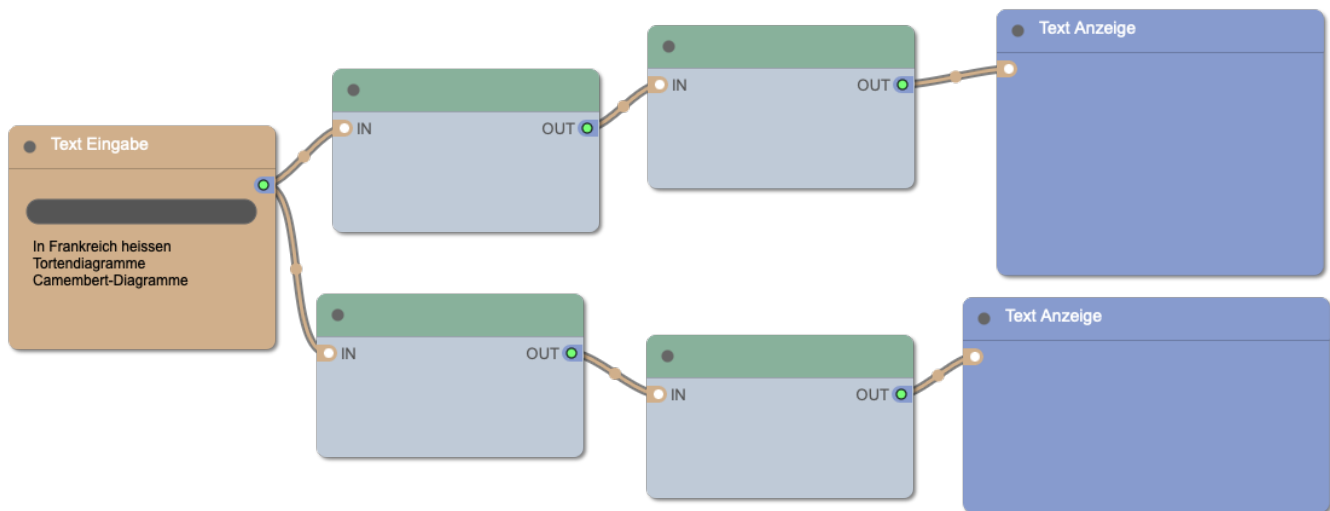 Text Eingabe
In Frankreich heissen
Tortendiagramme
Camembert-Diagramme
IN
OUT
IN
OUT
Text Anzeige
IN
OUT
IN
OUT
Text Anzeige